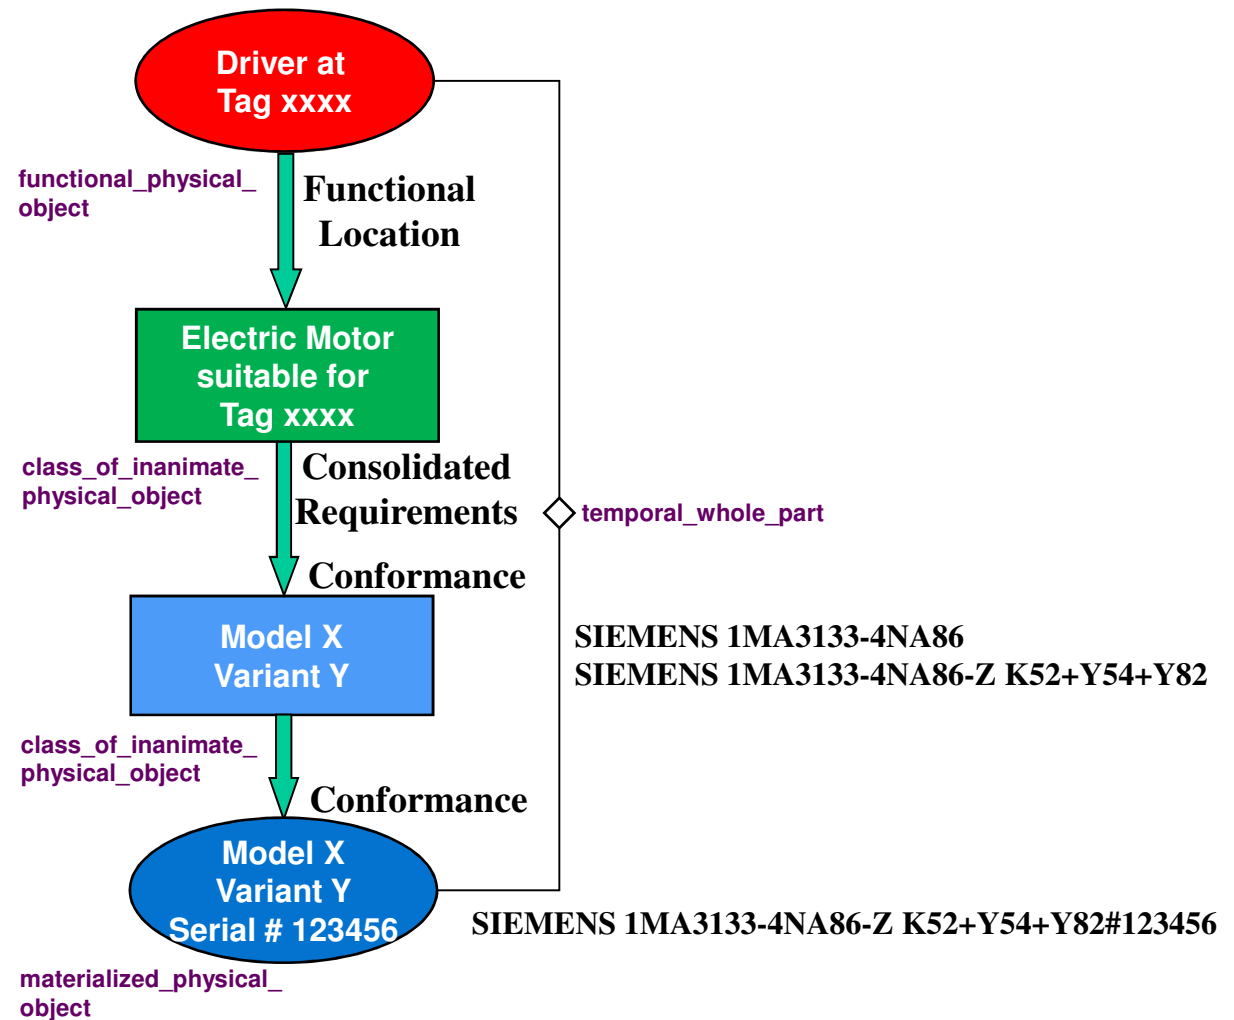 Driver at
Tag xxxx
functional_physical_
object
Functional
Location
Electric Motor
suitable for
Tag xxxx
class_of_inanimate_
physical_object
Consolidated
Requirements
temporal_whole_part
Conformance
Model X
Variant Y
SIEMENS 1MA3133-4NA86
SIEMENS 1MA3133-4NA86-Z K52+Y54+Y82
class_of_inanimate_
physical_object
Conformance
Model X
Variant Y
Serial # 123456
SIEMENS 1MA3133-4NA86-Z K52+Y54+Y82#123456
materialized_physical_
object